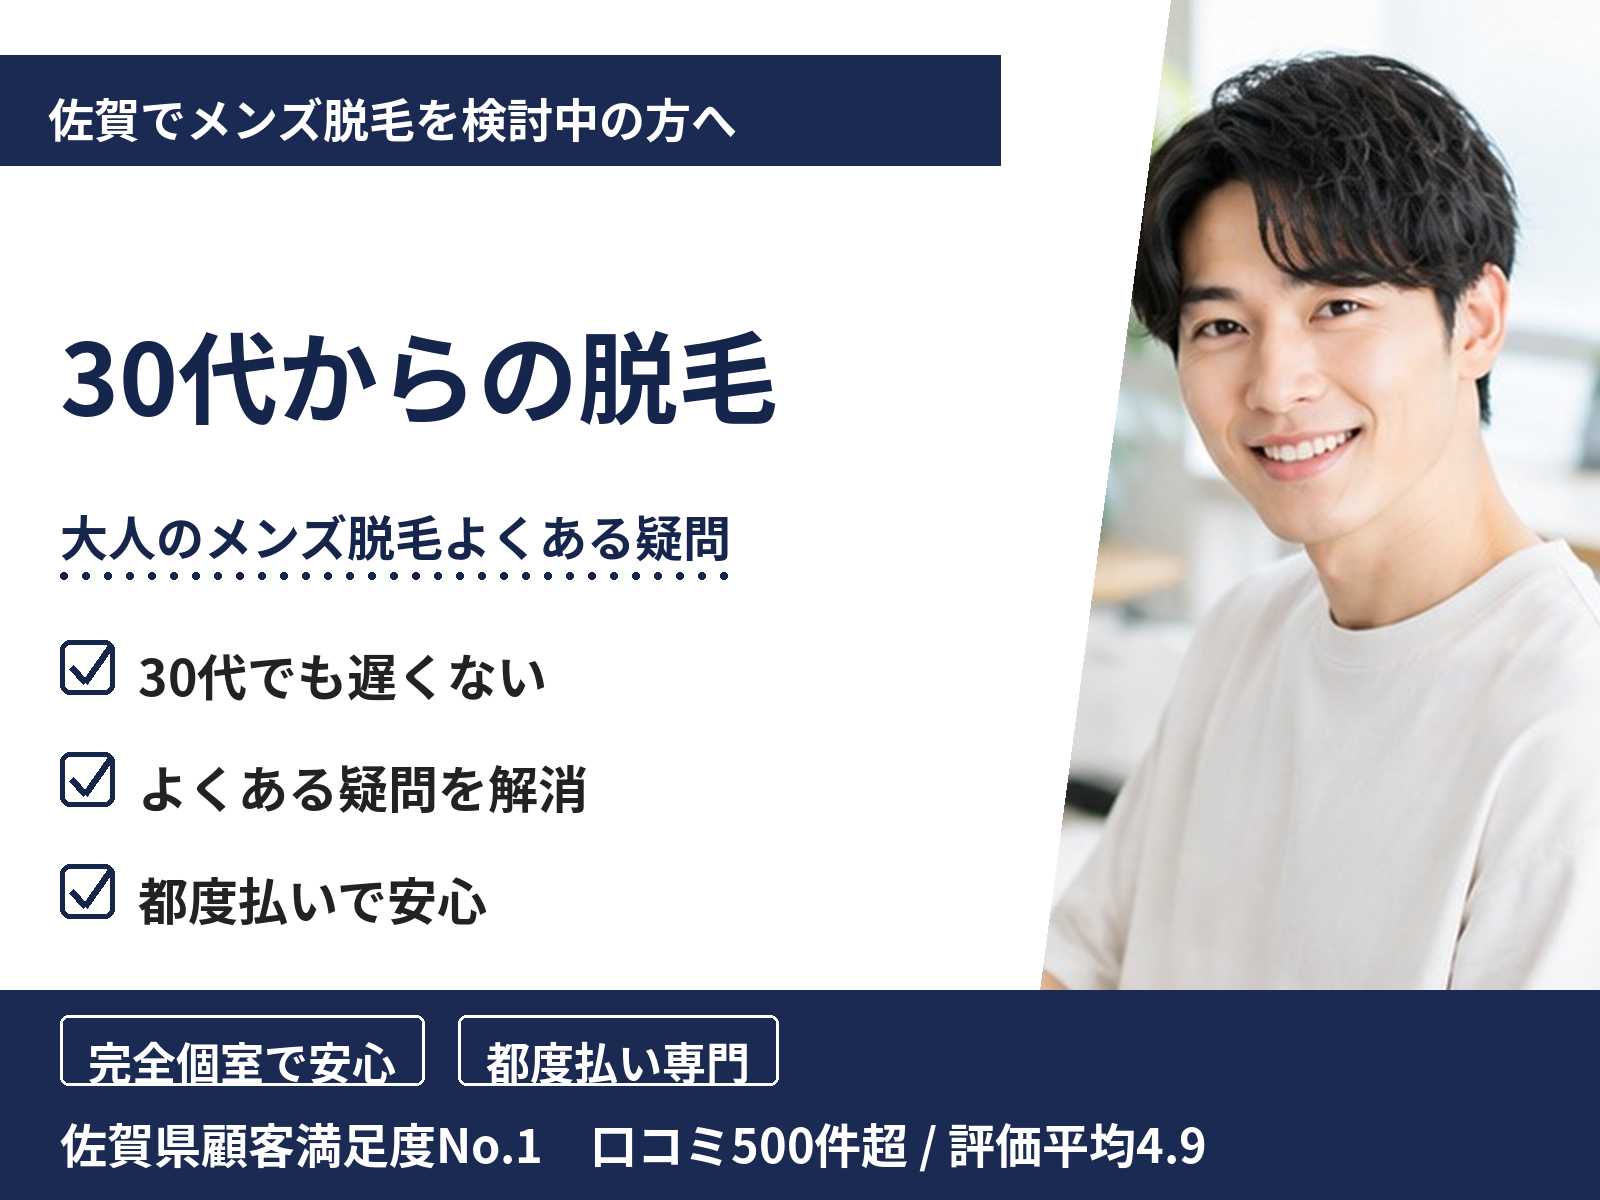 佐賀でメンズ脱毛を検討中の方へ
30代からの脱毛
大人のメンズ脱毛よくある疑問
30代でも遅くない
よくある疑問を解消
都度払いで安心
完全個室で安心
都度払い専門
佐賀県顧客満足度No.1　口コミ500件超 / 評価平均4.9